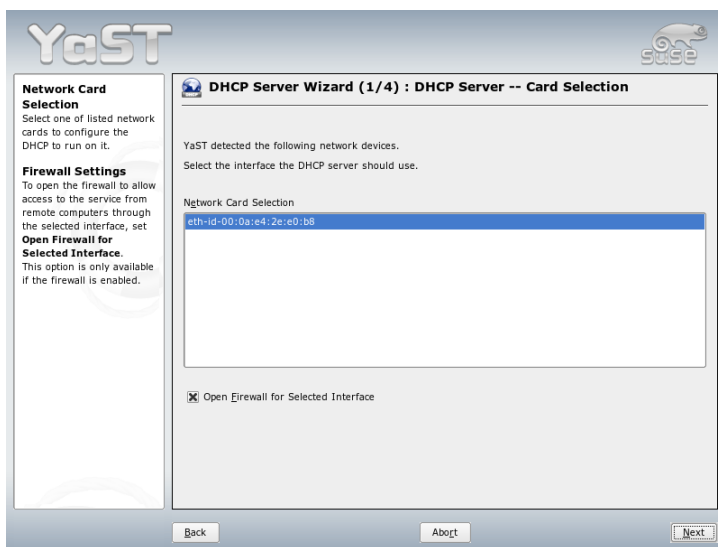 YaST
SUSE
Network Card
Selection
Select one of listed network
cards to configure the
DHCP to run on it.
Firewall Settings
To open the firewall to allow
access to the service from
remote computers through
the selected interface, set
Open Firewall for
Selected Interface.
This option is only available
if the firewall is enabled.
DHCP Server Wizard (1/4) : DHCP Server -- Card Selection
YaST detected the following network devices.
Select the interface the DHCP server should use.
Network Card Selection
eth-id-00:0a:e4:2e:e0:b8
Open Firewall for Selected Interface
Back
Abort
Next